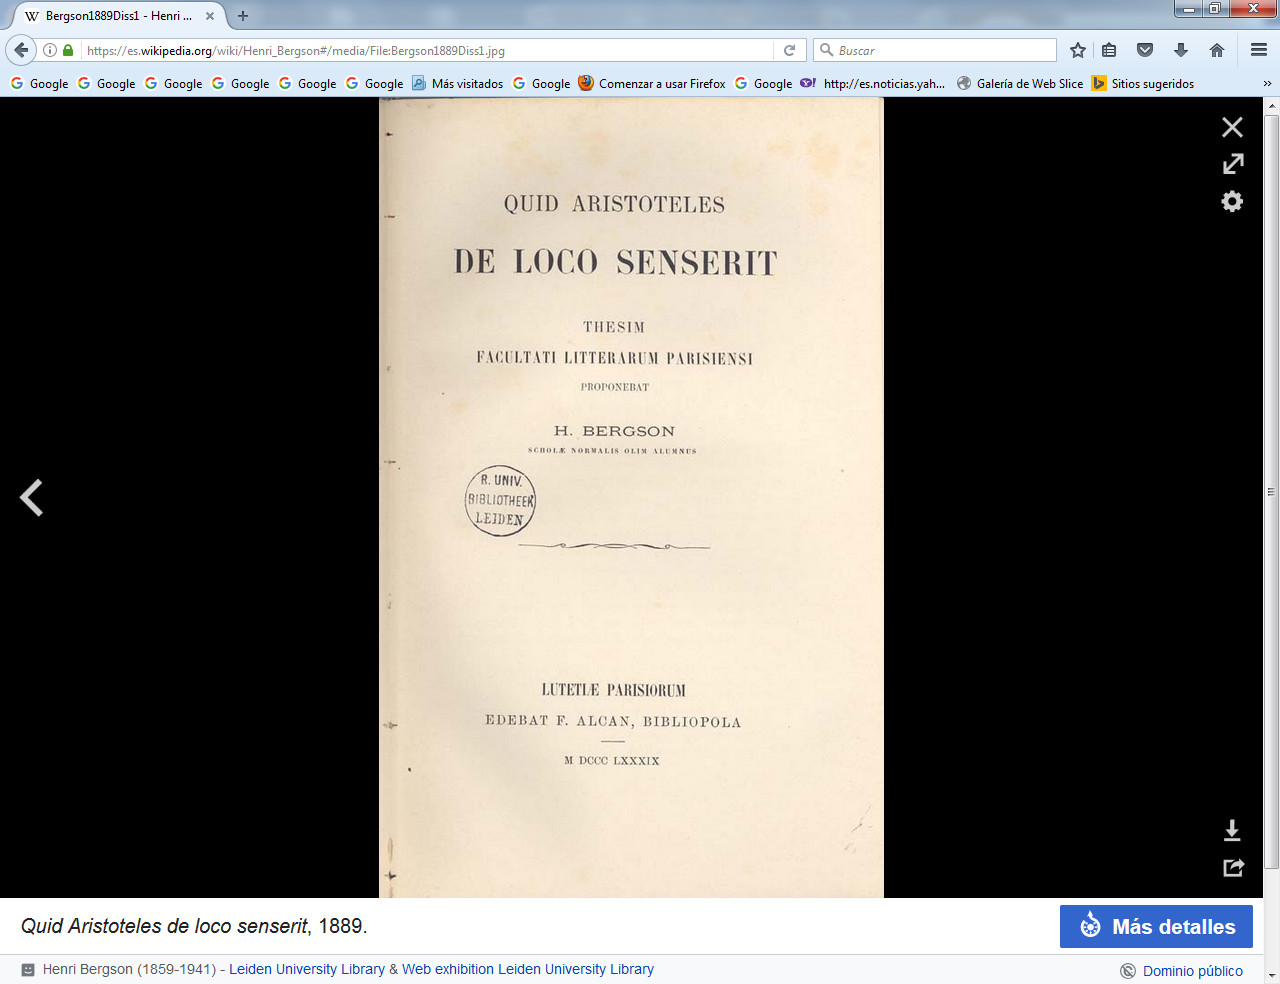 Bergson1889Diss1 - Henri ...
https://es.wikipedia.org/wiki/Henri_Bergson#/media/File:Bergson1889Diss1.jpg
Buscar
Google Google Google Google Google Google Más visitados Google Comenzar a usar Firefox Google http://es.noticias.yah... Galería de Web Slice Sitios sugeridos
QUID ARISTOTELES
DE LOCO SENSERIT
THESIM
FACULTATI LITTERARUM PARISIENSI
PROPONEBAT
H. BERGSON
SCHOLÆ NORMALIS OLIM ALUMNUS
R. UNIV.
BIBLIOTHEEK
LEIDEN
LUTETIÆ PARISIORUM
EDEBAT F. ALCAN, BIBLIOPOLA
M DCCC LXXXIX
Quid Aristoteles de loco senserit, 1889.
Más detalles
Henri Bergson (1859-1941) - Leiden University Library & Web exhibition Leiden University Library
Dominio público